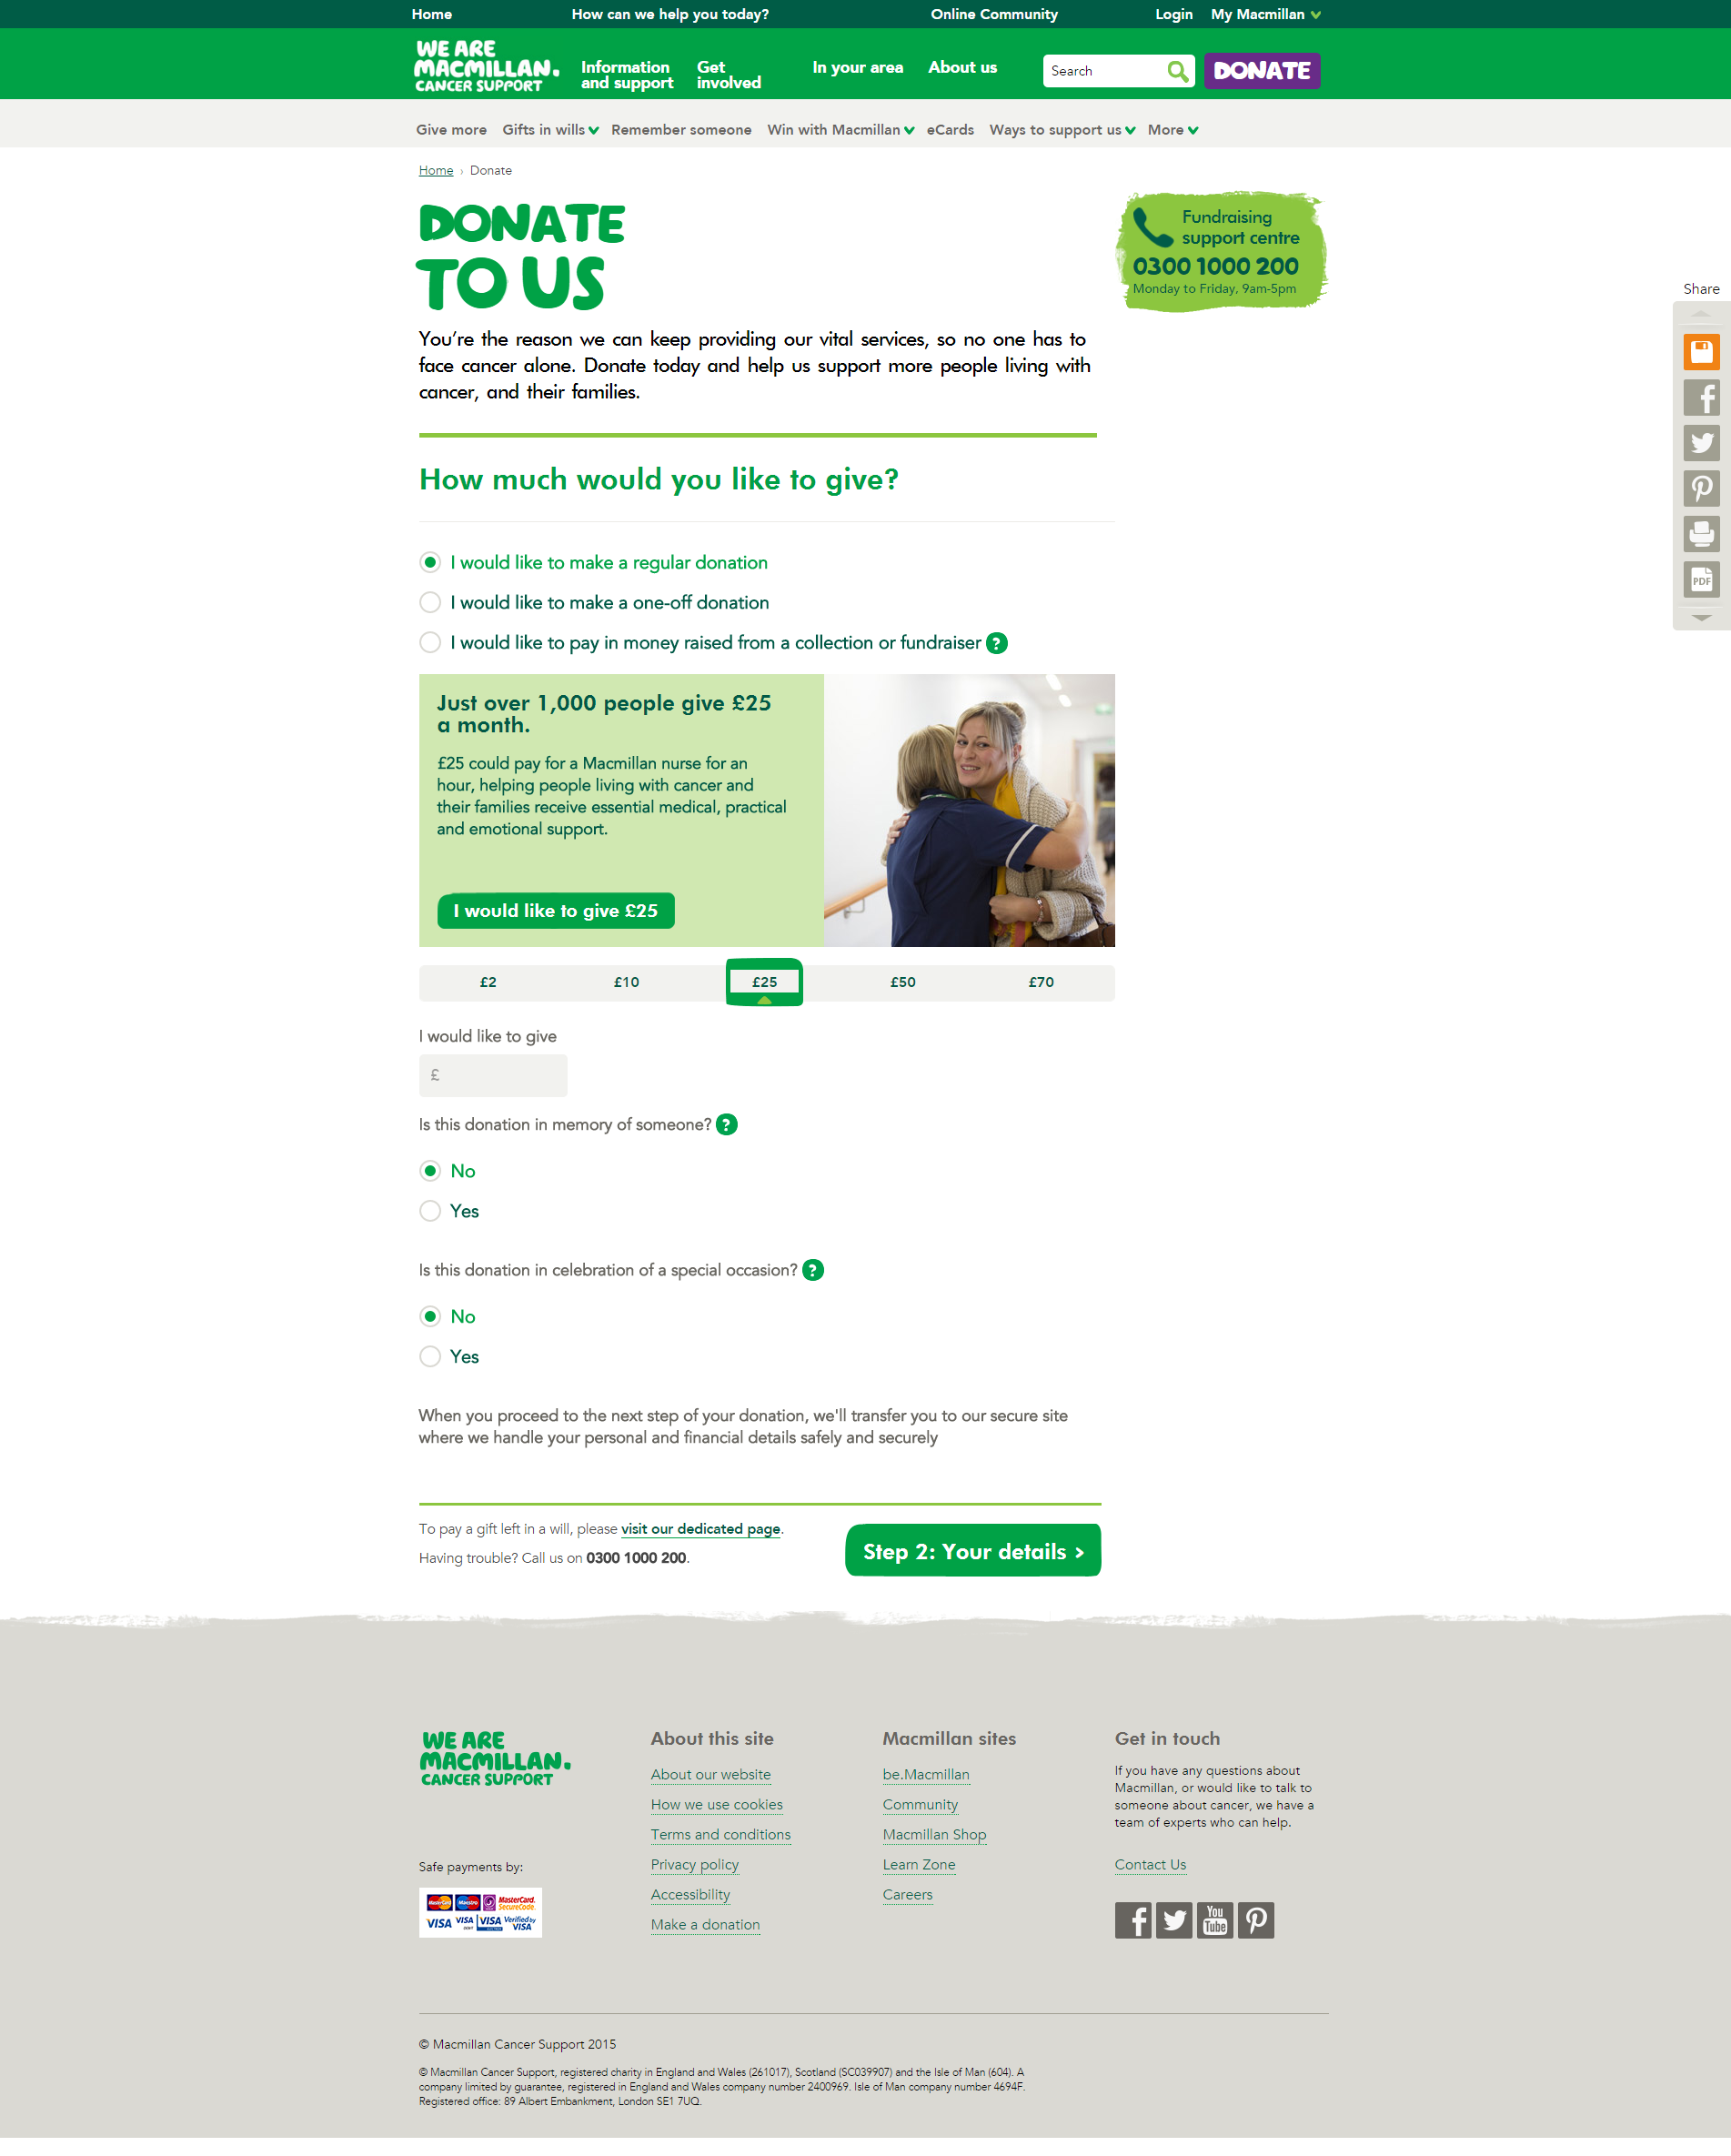 Home
How can we help you today?
Online Community
Login
My Macmillan
WE ARE
MACMILLAN.
CANCER SUPPORT
Information
and support
Get
involved
In your area
About us
Search
DONATE
Give more
Gifts in wills
Remember someone
Win with Macmillan
eCards
Ways to support us
More
Home › Donate
DONATE
TO US
Fundraising
support centre
0300 1000 200
Monday to Friday, 9am-5pm
Share
PDF
You're the reason we can keep providing our vital services, so no one has to
face cancer alone. Donate today and help us support more people living with
cancer, and their families.
How much would you like to give?
I would like to make a regular donation
I would like to make a one-off donation
I would like to pay in money raised from a collection or fundraiser ?
Just over 1,000 people give £25
a month.
£25 could pay for a Macmillan nurse for an
hour, helping people living with cancer and
their families receive essential medical, practical
and emotional support.
I would like to give £25
£2
£10
£25
£50
£70
I would like to give
£
Is this donation in memory of someone? ?
No
Yes
Is this donation in celebration of a special occasion? ?
No
Yes
When you proceed to the next step of your donation, we'll transfer you to our secure site
where we handle your personal and financial details safely and securely
To pay a gift left in a will, please visit our dedicated page.
Having trouble? Call us on 0300 1000 200.
Step 2: Your details >
WE ARE
MACMILLAN.
CANCER SUPPORT
Safe payments by:
MasterCard
Maestro
MasterCard.
SecureCode.
VISA
VISA
DEBIT
VISA
Verified by
VISA
About this site
About our website
How we use cookies
Terms and conditions
Privacy policy
Accessibility
Make a donation
Macmillan sites
be.Macmillan
Community
Macmillan Shop
Learn Zone
Careers
Get in touch
If you have any questions about
Macmillan, or would like to talk to
someone about cancer, we have a
team of experts who can help.
Contact Us
You
Tube
© Macmillan Cancer Support 2015
© Macmillan Cancer Support, registered charity in England and Wales (261017), Scotland (SC039907) and the Isle of Man (604). A
company limited by guarantee, registered in England and Wales company number 2400969. Isle of Man company number 4694F.
Registered office: 89 Albert Embankment, London SE1 7UQ.